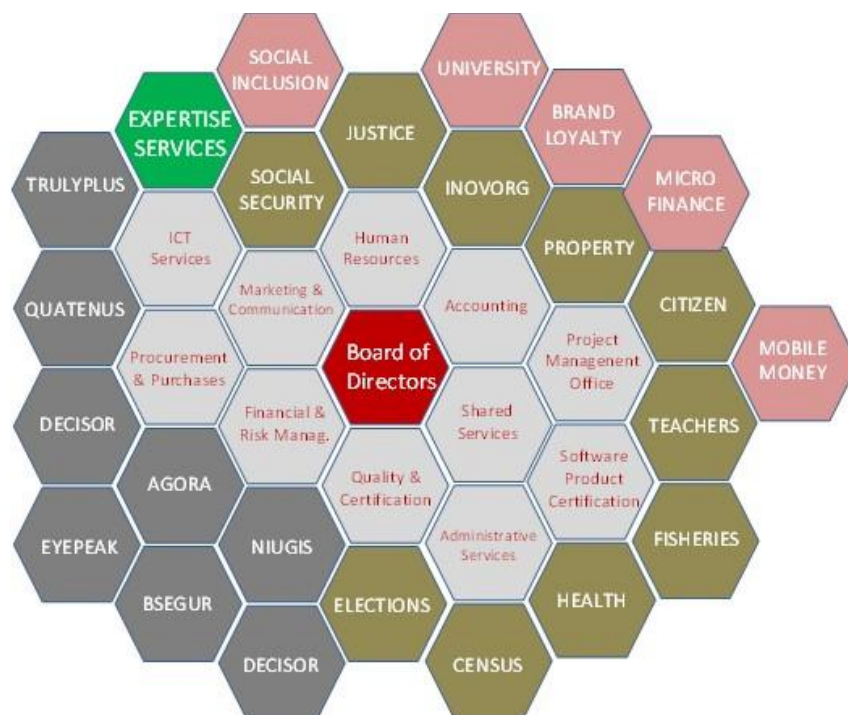 SOCIAL
INCLUSION
UNIVERSITY
EXPERTISE
SERVICES
JUSTICE
BRAND
LOYALTY
TRULYPLUS
SOCIAL
SECURITY
INOVORG
MICRO
FINANCE
ICT
Services
Human
Resources
PROPERTY
QUATENUS
Marketing &
Communication
Accounting
CITIZEN
Procurement
& Purchases
Board of
Directors
Project
Management
Office
MOBILE
MONEY
DECISOR
Financial &
Risk Manag.
Shared
Services
TEACHERS
AGORA
Quality &
Certification
Software
Product
Certification
EYEPEAK
NIUGIS
Administrative
Services
FISHERIES
BSEGUR
ELECTIONS
HEALTH
DECISOR
CENSUS